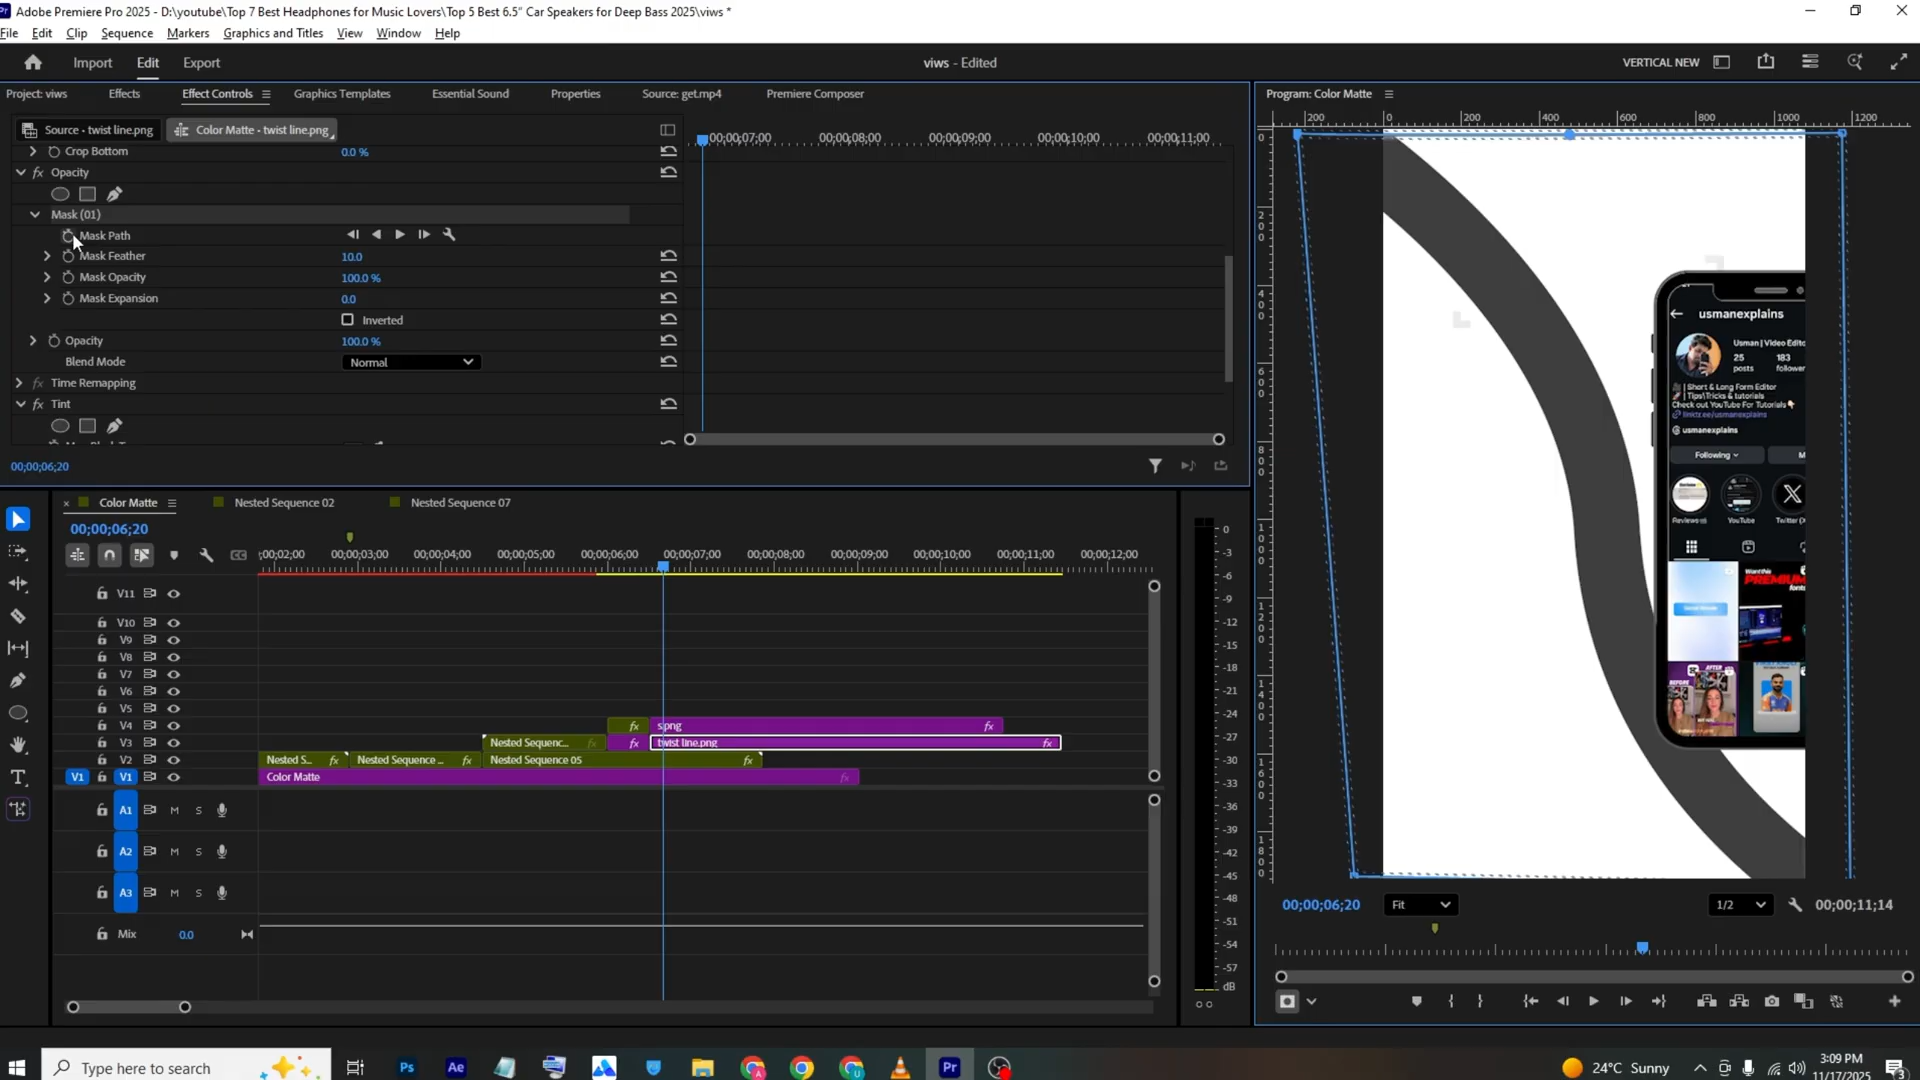 Adobe Premiere Pro 2025 - D:\youtube\Top 7 Best Headphones for Music Lovers\Top 5 Best 6.5" Car Speakers for Deep Bass 2025\viws *
File Edit Clip Sequence Markers Graphics and Titles View Window Help
Import Edit Export
viws - Edited
VERTICAL NEW
Project: viws Effects Effect Controls Graphics Templates Essential Sound Properties Source: get.mp4 Premiere Composer
Program: Color Matte
Source • twist line.png Color Matte • twist line.png
00;00;07;00 00;00;08;00 00;00;09;00 00;00;10;00 00;00;11;00
200 0 200 400 600 800 1000 1200
Crop Bottom 0.0 %
fx Opacity
Mask (01)
Mask Path
Mask Feather 10.0
Mask Opacity 100.0 %
Mask Expansion 0.0
Inverted
Opacity 100.0 %
Blend Mode Normal
fx Time Remapping
fx Tint
00;00;06;20
usmanexplains
Usman | Video Edito
25 183
posts follower
| Short & Long Form Editor
| Tips\Tricks & tutorials
Check out YouTube For Tutorials
linktr.ee/usmanexplains
usmanexplains
Following M
Reviews YouTube Twitter (X
Want this
PREMIUM
fonts
BEFORE
AFTER
Color Matte Nested Sequence 02 Nested Sequence 07
00;00;06;20
;00;02;00 00;00;03;00 00;00;04;00 00;00;05;00 00;00;06;00 00;00;07;00 00;00;08;00 00;00;09;00 00;00;10;00 00;00;11;00 00;00;12;00
CC
V11
V10
V9
V8
V7
V6
V5
V4 fx s.png fx
V3 Nested Sequenc... fx fx twist line.png fx
V2 Nested S... fx Nested Sequence ... fx Nested Sequence 05 fx
V1 V1 Color Matte fx
A1 M S
A2 M S
A3 M S
Mix 0.0
0
-3
-6
-9
-12
-15
-18
-21
-24
-27
-30
-33
-36
-39
-42
-45
-48
-51
-54
-57
dB
00;00;06;20 Fit 1/2 00;00;11;14
Type here to search
Ps Ae Pr
24°C Sunny
3:09 PM
11/17/2025
3